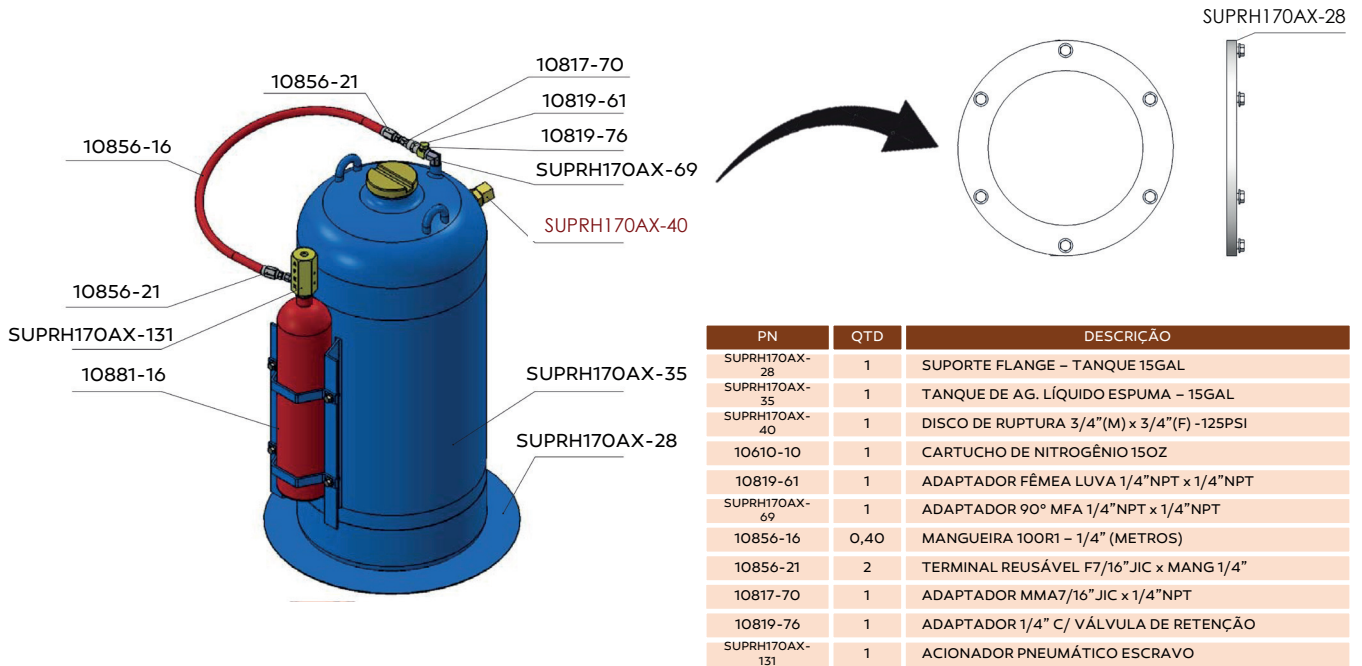 SUPRH170AX-28
10817-70
10856-21
10819-61
10819-76
10856-16
SUPRH170AX-69
SUPRH170AX-40
10856-21
SUPRH170AX-131
10881-16
SUPRH170AX-35
SUPRH170AX-28
PN QTD DESCRIÇÃO
SUPRH170AX-
28 1 SUPORTE FLANGE – TANQUE 15GAL
SUPRH170AX-
35 1 TANQUE DE AG. LÍQUIDO ESPUMA – 15GAL
SUPRH170AX-
40 1 DISCO DE RUPTURA 3/4”(M) x 3/4”(F) -125PSI
10610-10 1 CARTUCHO DE NITROGÊNIO 15OZ
10819-61 1 ADAPTADOR FÊMEA LUVA 1/4”NPT x 1/4”NPT
SUPRH170AX-
69 1 ADAPTADOR 90° MFA 1/4”NPT x 1/4”NPT
10856-16 0,40 MANGUEIRA 100R1 – 1/4” (METROS)
10856-21 2 TERMINAL REUSÁVEL F7/16”JIC x MANG 1/4”
10817-70 1 ADAPTADOR MMA7/16”JIC x 1/4”NPT
10819-76 1 ADAPTADOR 1/4” C/ VÁLVULA DE RETENÇÃO
SUPRH170AX-
131 1 ACIONADOR PNEUMÁTICO ESCRAVO